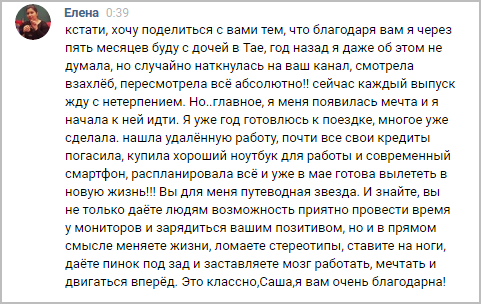 Елена 0:39
кстати, хочу поделиться с вами тем, что благодаря вам я через
пять месяцев буду с дочей в Тае, год назад я даже об этом не
думала, но случайно наткнулась на ваш канал, смотрела
взахлёб, пересмотрела всё абсолютно!! сейчас каждый выпуск
жду с нетерпением. Но..главное, я меня появилась мечта и я
начала к ней идти. Я уже год готовлюсь к поездке, многое уже
сделала. нашла удалённую работу, почти все свои кредиты
погасила, купила хороший ноутбук для работы и современный
смартфон, распланировала всё и уже в мае готова вылететь в
новую жизнь!!! Вы для меня путеводная звезда. И знайте, вы
не только даёте людям возможность приятно провести время
у мониторов и зарядиться вашим позитивом, но и в прямом
смысле меняете жизни, ломаете стереотипы, ставите на ноги,
даёте пинок под зад и заставляете мозг работать, мечтать и
двигаться вперёд. Это классно,Саша,я вам очень благодарна!